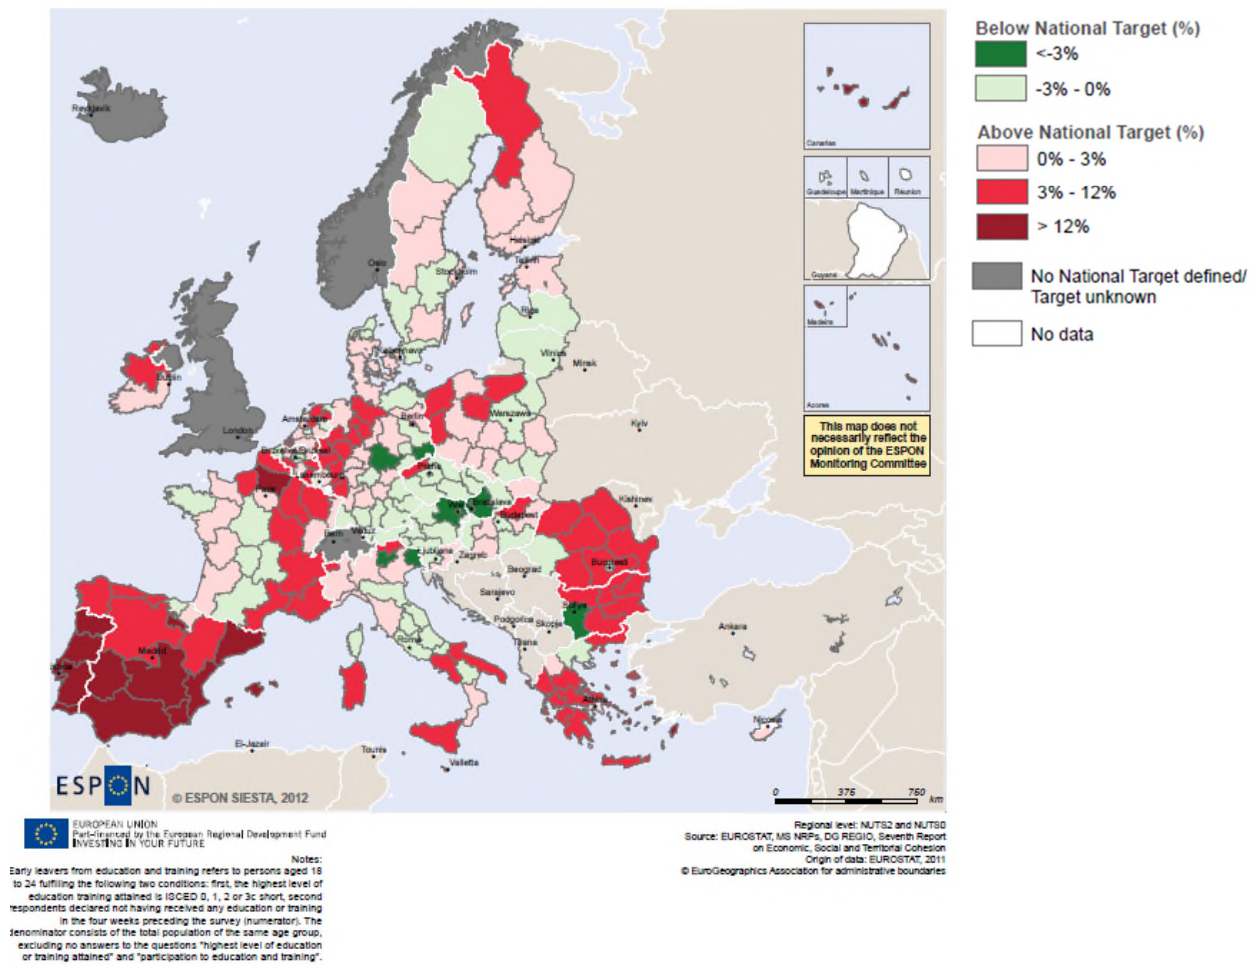 Below National Target (%)
<-3%
-3% - 0%
Above National Target (%)
0% - 3%
3% - 12%
> 12%
No National Target defined/
Target unknown
No data
Reykjavik
Canarias
Guadeloupe
Martinique
Réunion
Guyane
Madeira
Azores
This map does not
necessarily reflect the
opinion of the ESPON
Monitoring Committee
Oslo
Helsinki
Tallinn
Stockholm
Riga
Vilnius
Minsk
Dublin
London
Berlin
Warszawa
Kyiv
Luxembourg
Paris
Praha
Bratislava
Budapest
Kishinev
Bern
Vaduz
Ljubljana
Zagreb
Beograd
Bucuresti
Sarajevo
Podgorica
Skopje
Sofiya
Tirana
Roma
Madrid
Ankara
Nicosia
El-Jazair
Tounis
Valletta
ESPON
© ESPON SIESTA, 2012
0 375 750
km
EUROPEAN UNION
Part-financed by the European Regional Development Fund
INVESTING IN YOUR FUTURE
Regional level: NUTS2 and NUTS0
Source: EUROSTAT, MS NRPs, DG REGIO, Seventh Report
on Economic, Social and Territorial Cohesion
Origin of data: EUROSTAT, 2011
© EuroGeographics Association for administrative boundaries
Notes:
Early leavers from education and training refers to persons aged 18
to 24 fulfilling the following two conditions: first, the highest level of
education training attained is ISCED 0, 1, 2 or 3c short, second
respondents declared not having received any education or training
in the four weeks preceding the survey (numerator). The
denominator consists of the total population of the same age group,
excluding no answers to the questions "highest level of education
or training attained" and "participation to education and training".